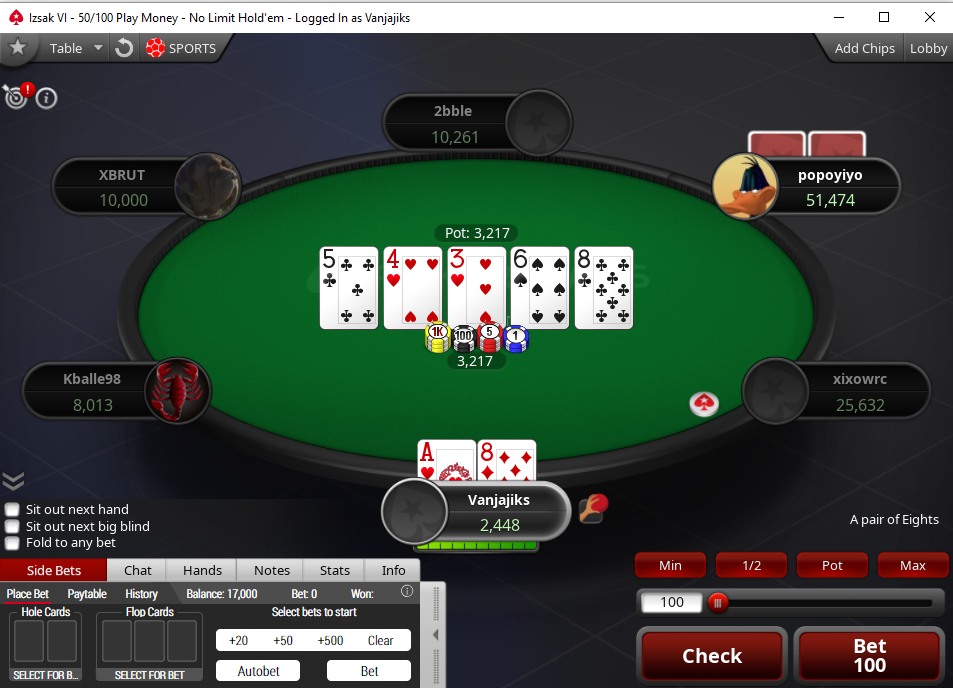 Izsak VI - 50/100 Play Money - No Limit Hold'em - Logged In as Vanjajiks
Table
SPORTS
Add Chips
Lobby
!
i
2bble
10,261
XBRUT
10,000
popoyiyo
51,474
Pot: 3,217
5
4
3
6
8
1K
100
5
1
3,217
Kballe98
8,013
xixowrc
25,632
A
8
Vanjajiks
2,448
Sit out next hand
Sit out next big blind
Fold to any bet
A pair of Eights
Side Bets
Chat
Hands
Notes
Stats
Info
Min
1/2
Pot
Max
Place Bet
Paytable
History
Balance: 17,000
Bet: 0
Won:
i
Hole Cards
Flop Cards
Select bets to start
100
+20
+50
+500
Clear
SELECT FOR B...
SELECT FOR BET
Autobet
Bet
Check
Bet
100